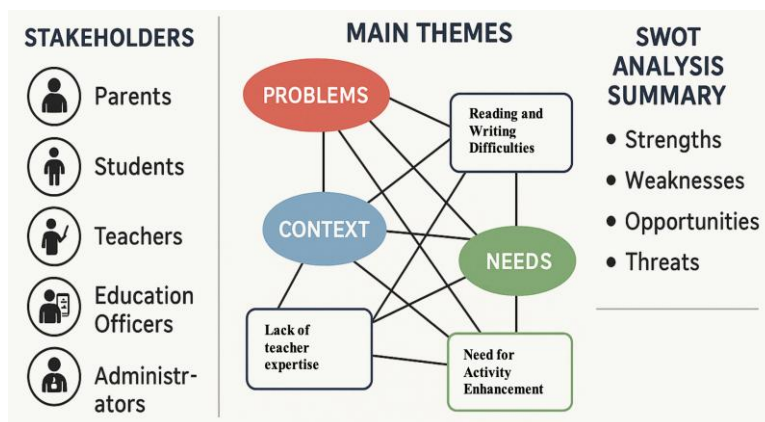 STAKEHOLDERS
Parents
Students
Teachers
Education
Officers
Administr-
ators
MAIN THEMES
PROBLEMS
Reading and
Writing
Difficulties
CONTEXT
NEEDS
Lack of
teacher
expertise
Need for
Activity
Enhancement
SWOT
ANALYSIS
SUMMARY
• Strengths
• Weaknesses
• Opportunities
• Threats